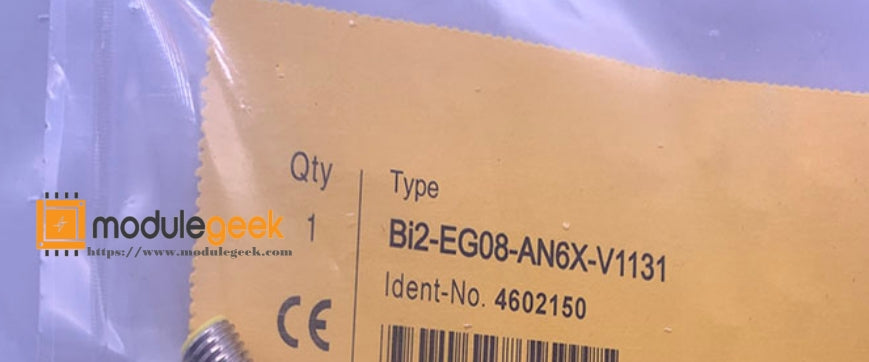 Qty
1
Type
Bi2-EG08-AN6X-V1131
Ident-No. 4602150
CE
modulegeek
https://www.modulegeek.com